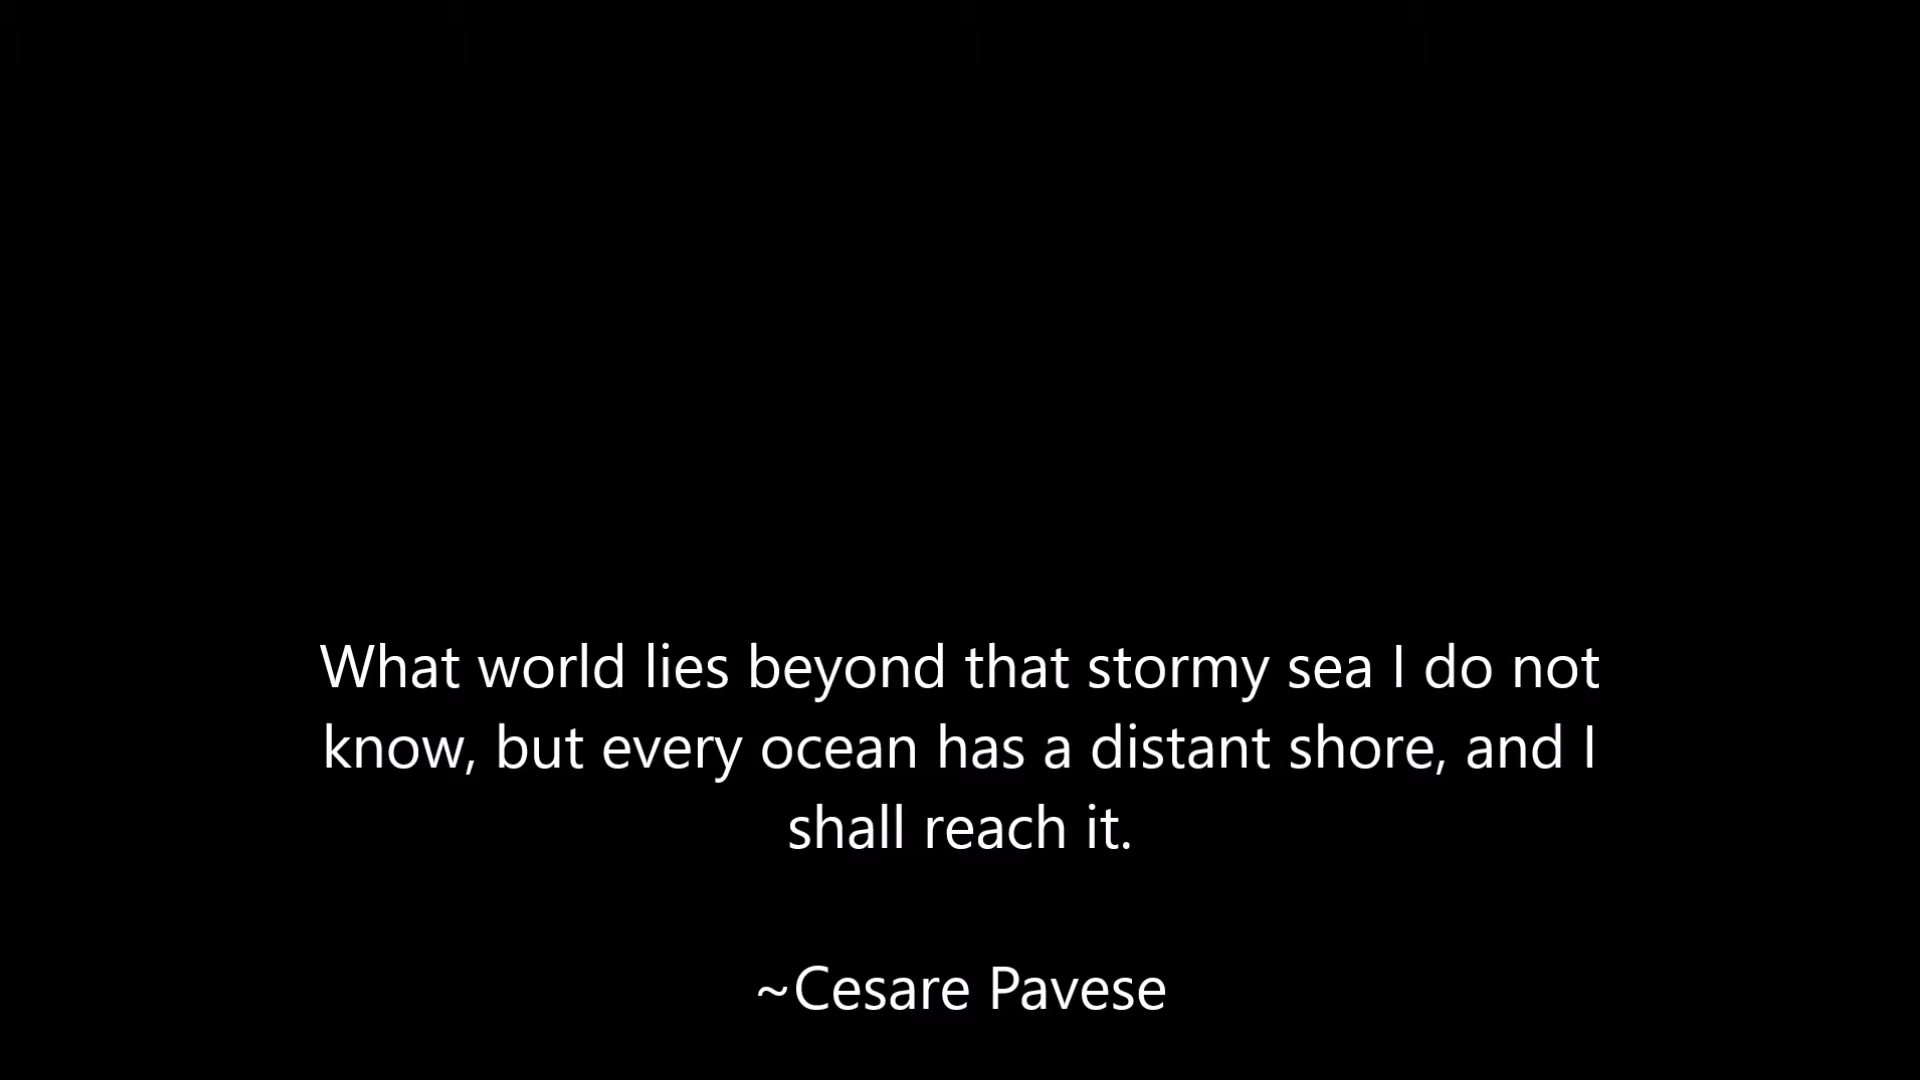 What world lies beyond that stormy sea I do not
know, but every ocean has a distant shore, and I
shall reach it.
~Cesare Pavese